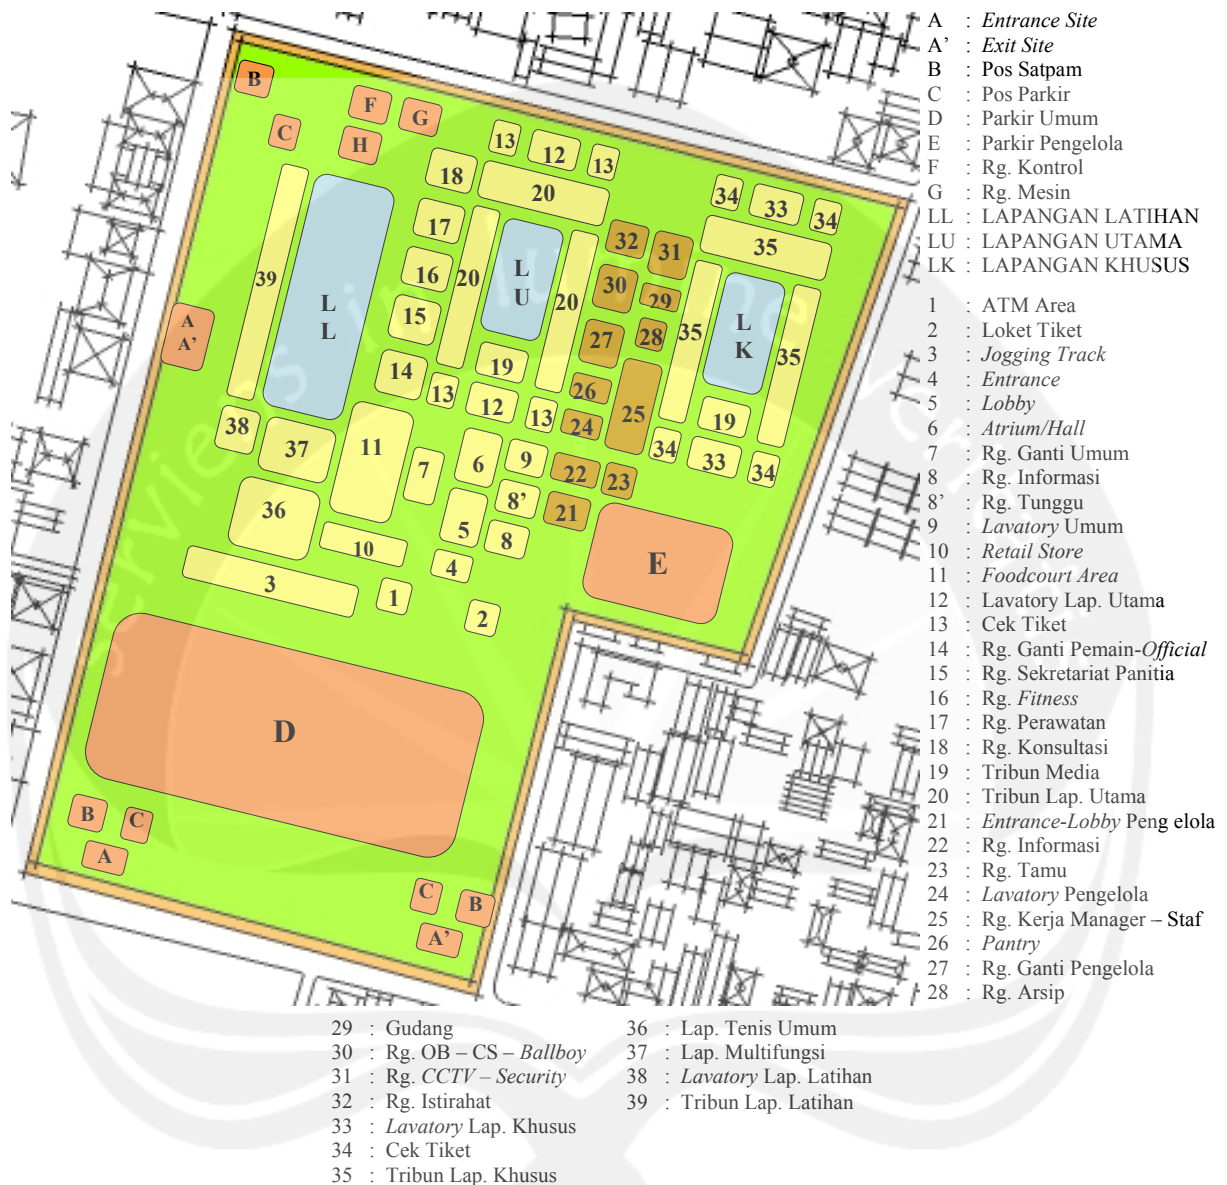 A : Entrance Site
A’ : Exit Site
B : Pos Satpam
C : Pos Parkir
D : Parkir Umum
E : Parkir Pengelola
F : Rg. Kontrol
G : Rg. Mesin
LL : LAPANGAN LATIHAN
LU : LAPANGAN UTAMA
LK : LAPANGAN KHUSUS
1 : ATM Area
2 : Loket Tiket
3 : Jogging Track
4 : Entrance
5 : Lobby
6 : Atrium/Hall
7 : Rg. Ganti Umum
8 : Rg. Informasi
8’ : Rg. Tunggu
9 : Lavatory Umum
10 : Retail Store
11 : Foodcourt Area
12 : Lavatory Lap. Utama
13 : Cek Tiket
14 : Rg. Ganti Pemain-Official
15 : Rg. Sekretariat Panitia
16 : Rg. Fitness
17 : Rg. Perawatan
18 : Rg. Konsultasi
19 : Tribun Media
20 : Tribun Lap. Utama
21 : Entrance-Lobby Peng elola
22 : Rg. Informasi
23 : Rg. Tamu
24 : Lavatory Pengelola
25 : Rg. Kerja Manager – Staf
26 : Pantry
27 : Rg. Ganti Pengelola
28 : Rg. Arsip
29 : Gudang
30 : Rg. OB – CS – Ballboy
31 : Rg. CCTV – Security
32 : Rg. Istirahat
33 : Lavatory Lap. Khusus
34 : Cek Tiket
35 : Tribun Lap. Khusus
36 : Lap. Tenis Umum
37 : Lap. Multifungsi
38 : Lavatory Lap. Latihan
39 : Tribun Lap. Latihan
B
F
G
C
H
13
12
13
18
20
34
33
34
17
32
31
35
16
20
L
U
20
30
29
39
L
L
15
27
28
35
L
K
35
A
A’
14
13
19
12
13
26
24
25
19
38
37
11
7
6
9
22
23
34
33
34
36
8’
21
5
8
10
4
E
3
1
2
D
B
C
A
C
B
A’